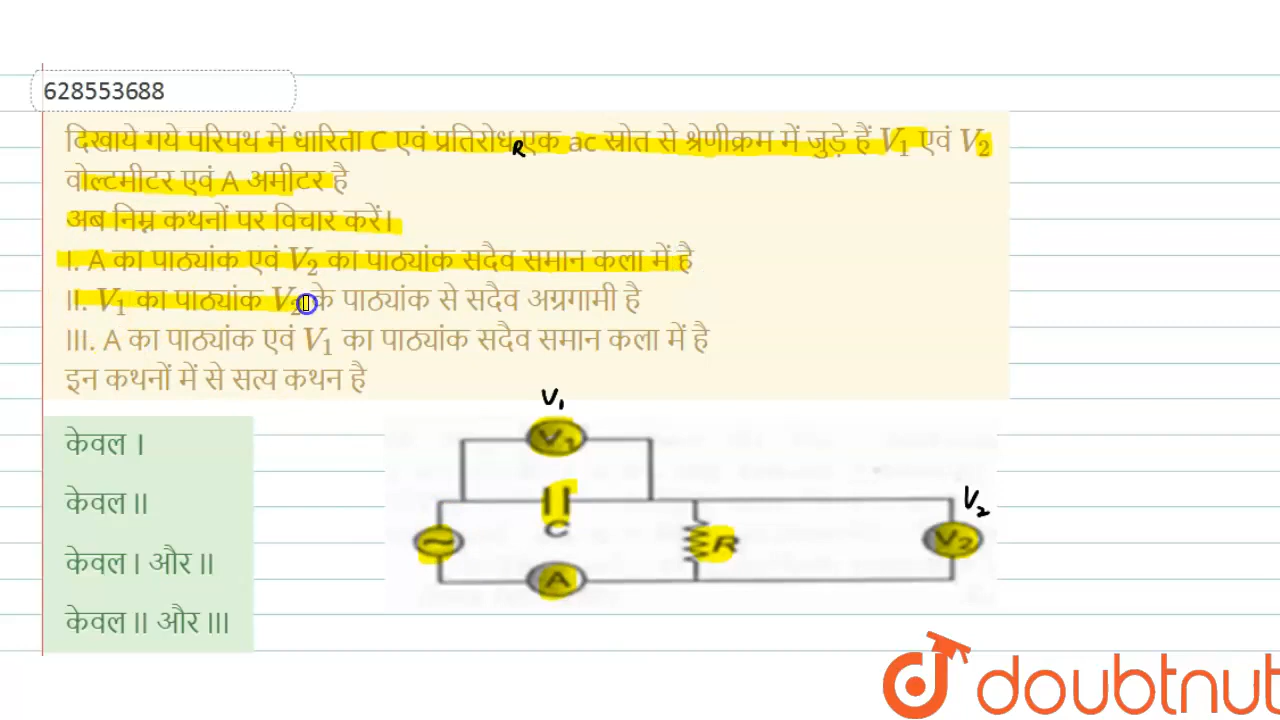 628553688
दिखाये गये परिपथ में धारिता C एवं प्रतिरोध R एक ac स्रोत से श्रेणीक्रम में जुड़े हैं V₁ एवं V₂
वोल्टमीटर एवं A अमीटर है
अब निम्न कथनों पर विचार करें।
I. A का पाठ्यांक एवं V₂ का पाठ्यांक सदैव समान कला में है
II. V₁ का पाठ्यांक V₂ के पाठ्यांक से सदैव अग्रगामी है
III. A का पाठ्यांक एवं V₁ का पाठ्यांक सदैव समान कला में है
इन कथनों में से सत्य कथन है
केवल I
केवल II
केवल I और II
केवल II और III
V₁
V₁
C
V₂
R
V₂
A
doubtnut